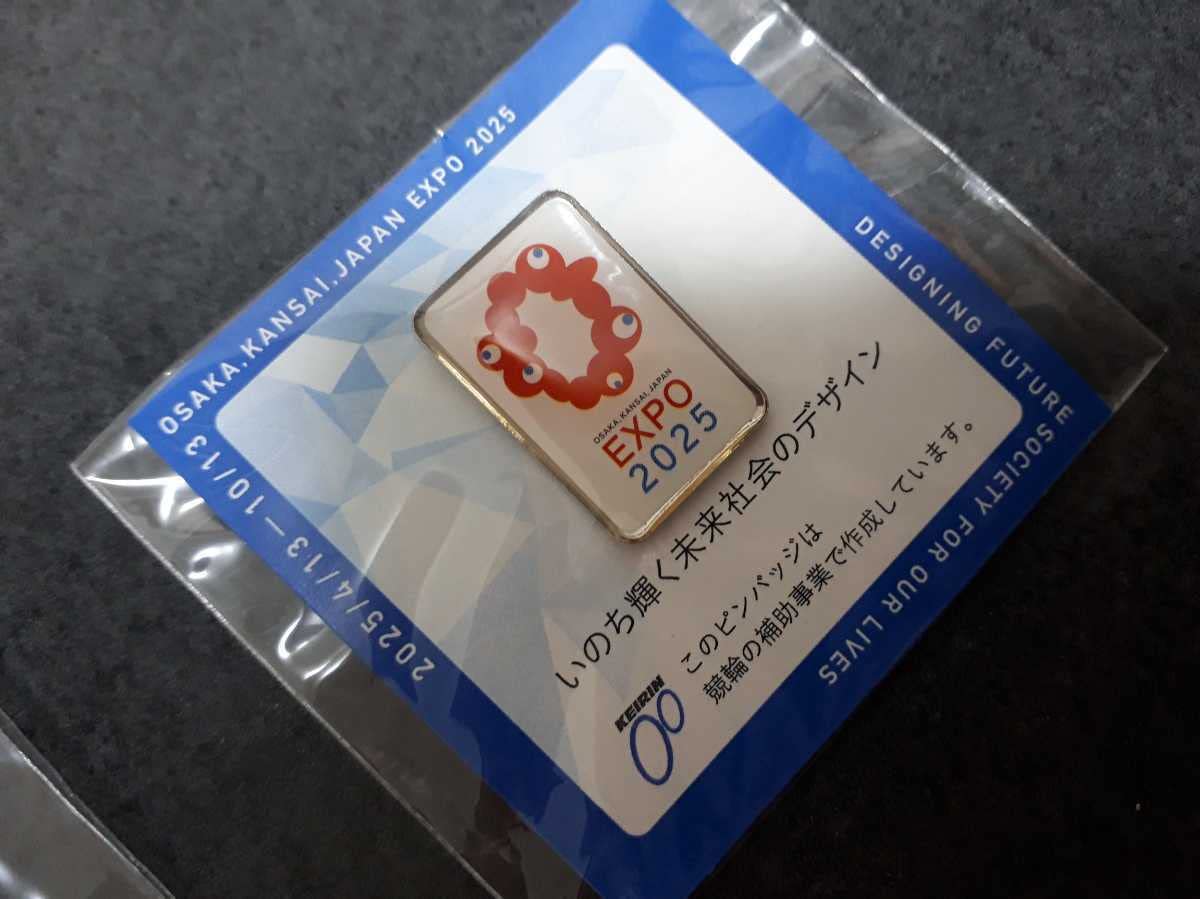 OSAKA, KANSAI, JAPAN EXPO 2025
DESIGNING FUTURE SOCIETY FOR OUR LIVES
2025/4/13—10/13
OSAKA, KANSAI, JAPAN
EXPO
2025
いのち輝く未来社会のデザイン
KEIRIN
このピンバッジは
競輪の補助事業で作成しています。